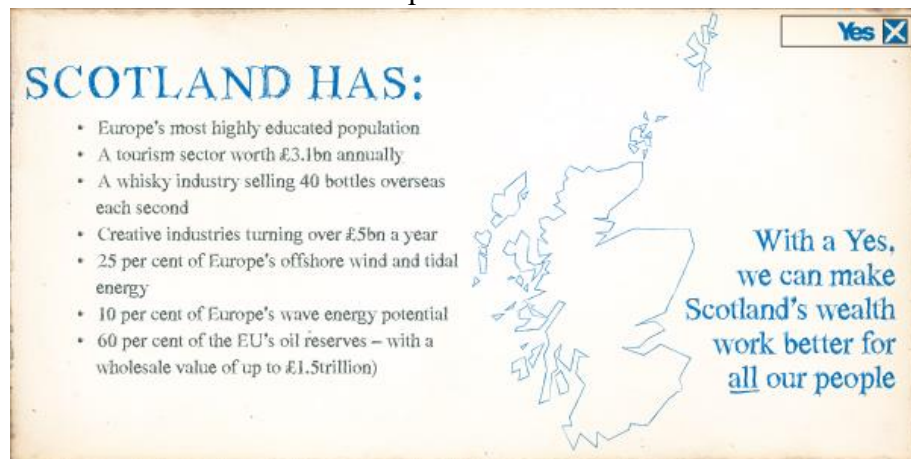 Yes
SCOTLAND HAS:
• Europe's most highly educated population
• A tourism sector worth £3.1bn annually
• A whisky industry selling 40 bottles overseas
each second
• Creative industries turning over £5bn a year
• 25 per cent of Europe's offshore wind and tidal
energy
• 10 per cent of Europe's wave energy potential
• 60 per cent of the EU's oil reserves – with a
wholesale value of up to £1.5trillion)
With a Yes,
we can make
Scotland's wealth
work better for
all our people